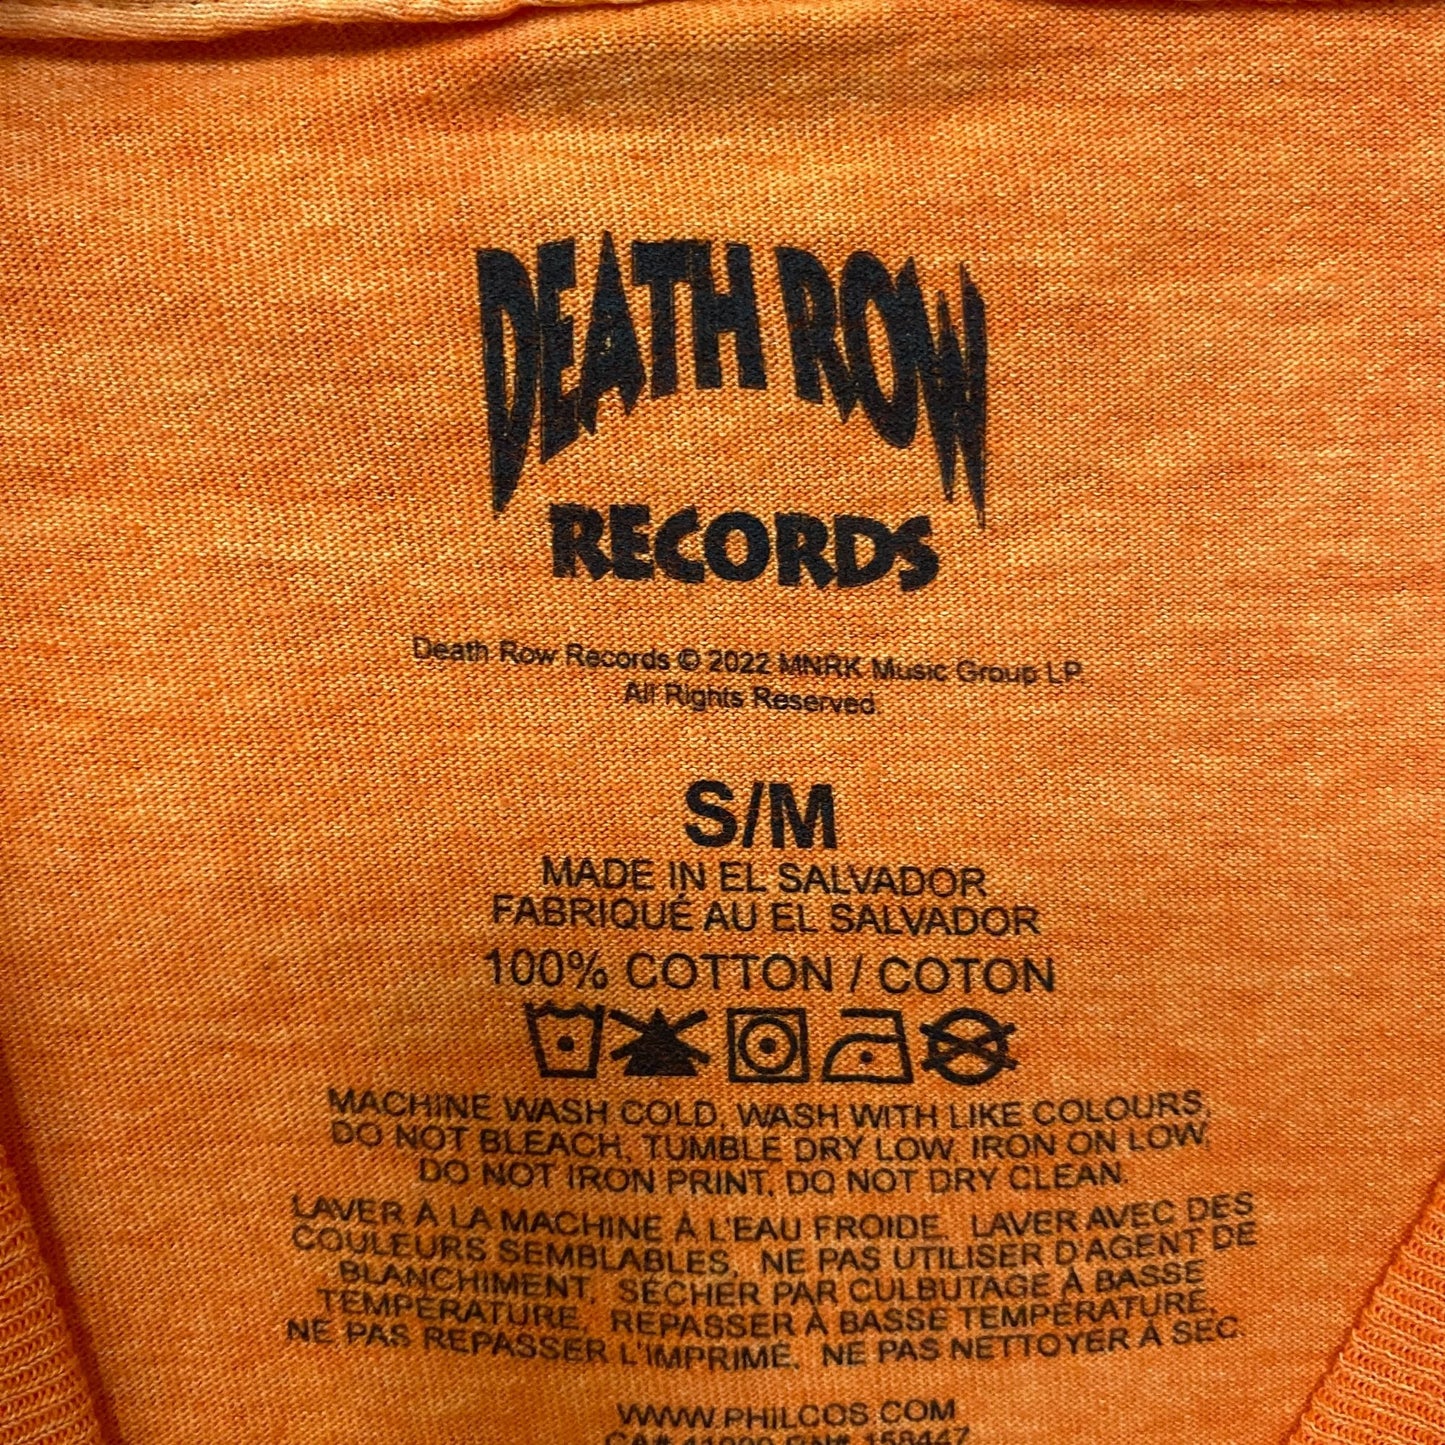 DEATH ROW
RECORDS
Death Row Records © 2022 MNRK Music Group LP.
All Rights Reserved.
S/M
MADE IN EL SALVADOR
FABRIQUÉ AU EL SALVADOR
100% COTTON / COTON
MACHINE WASH COLD, WASH WITH LIKE COLOURS,
DO NOT BLEACH, TUMBLE DRY LOW, IRON ON LOW,
DO NOT IRON PRINT, DO NOT DRY CLEAN.
LAVER À LA MACHINE À L'EAU FROIDE, LAVER AVEC DES
COULEURS SEMBLABLES, NE PAS UTILISER D'AGENT DE
BLANCHIMENT, SÉCHER PAR CULBUTAGE À BASSE
TEMPÉRATURE, REPASSER À BASSE TEMPÉRATURE,
NE PAS REPASSER L'IMPRIMÉ, NE PAS NETTOYER À SEC
WWW.PHILCOS.COM
CA# RN# 158447